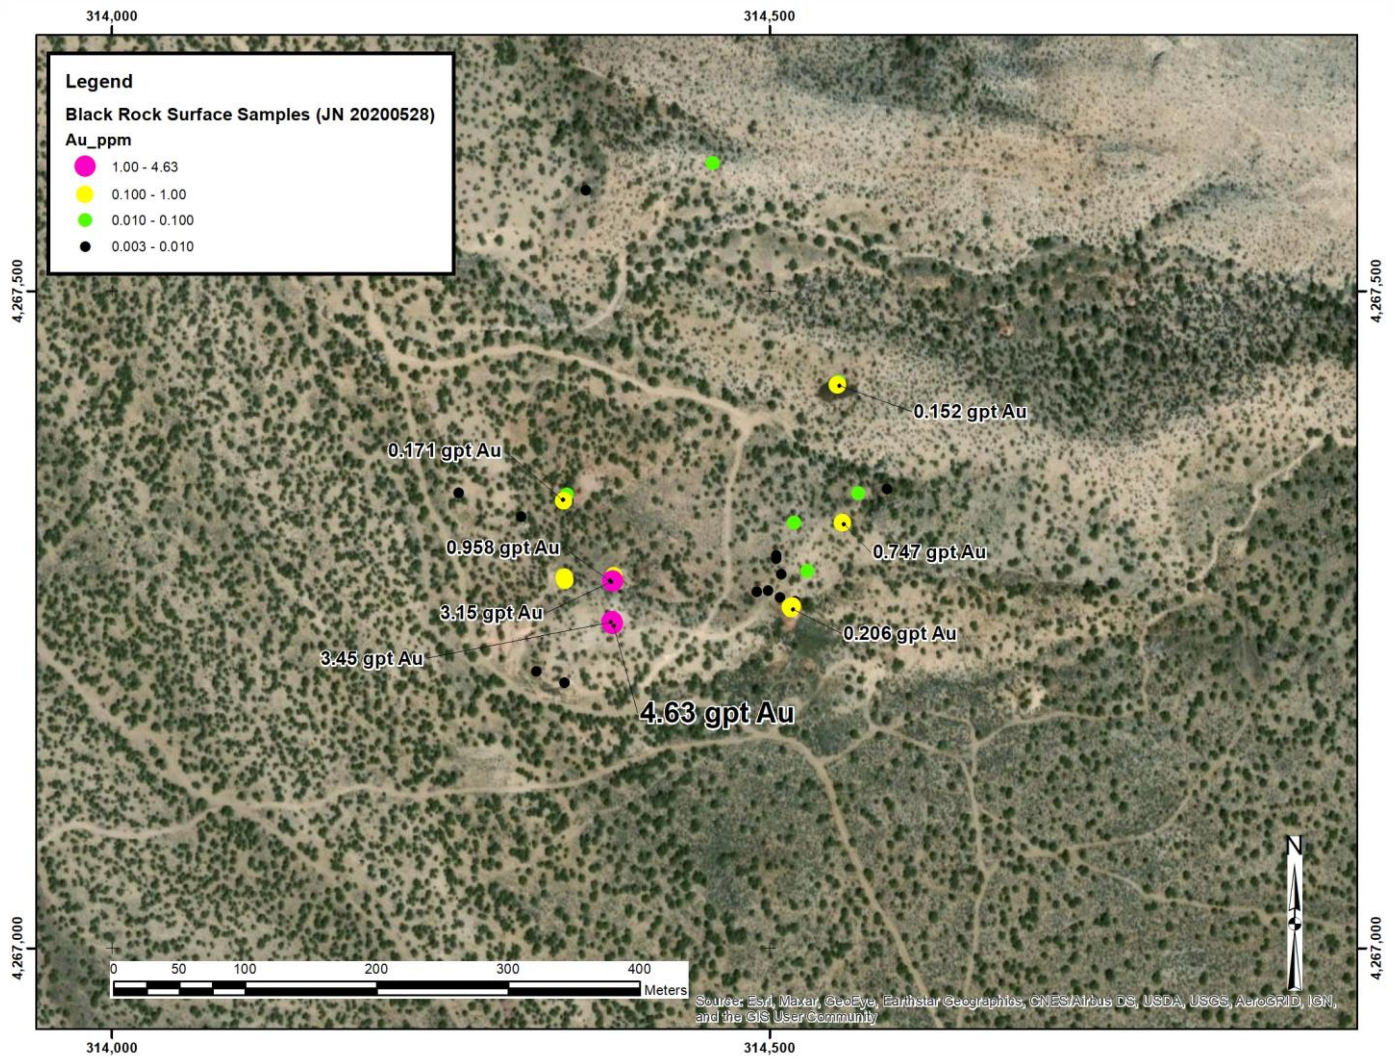 314,000
314,500
Legend
Black Rock Surface Samples (JN 20200528)
Au_ppm
1.00 - 4.63
0.100 - 1.00
0.010 - 0.100
0.003 - 0.010
4,267,500
4,267,500
0.152 gpt Au
0.171 gpt Au
0.958 gpt Au
0.747 gpt Au
3.15 gpt Au
0.206 gpt Au
3.45 gpt Au
4.63 gpt Au
N
4,267,000
4,267,000
0 50 100 200 300 400
Meters
Source: Esri, Maxar, GeoEye, Earthstar Geographics, CNES/Airbus DS, USDA, USGS, AeroGRID, IGN,
and the GIS User Community
314,000
314,500